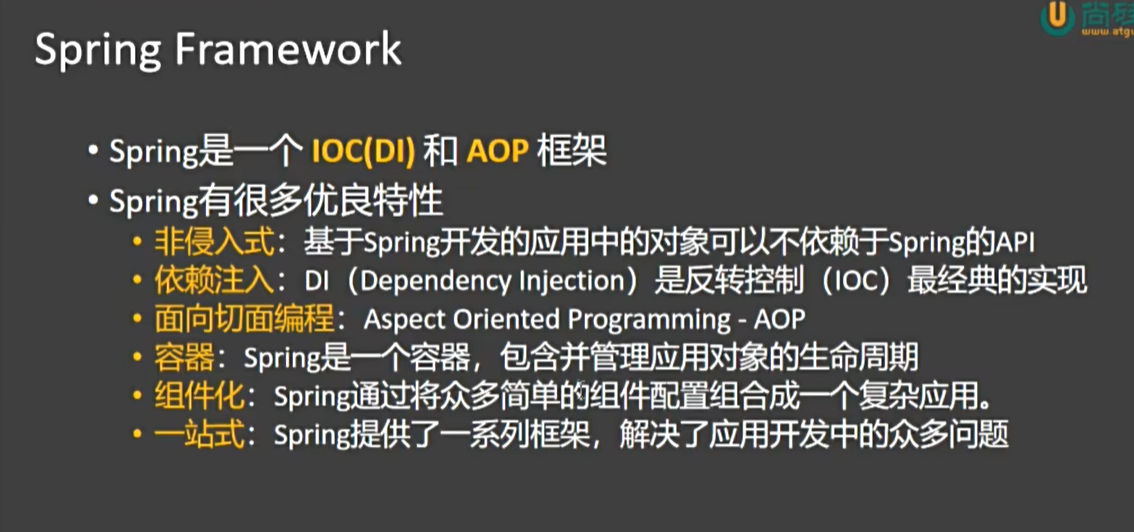 尚硅
www.atgu
Spring Framework
• Spring是一个 IOC(DI) 和 AOP 框架
• Spring有很多优良特性
• 非侵入式：基于Spring开发的应用中的对象可以不依赖于Spring的API
• 依赖注入：DI（Dependency Injection）是反转控制（IOC）最经典的实现
• 面向切面编程：Aspect Oriented Programming - AOP
• 容器：Spring是一个容器，包含并管理应用对象的生命周期
• 组件化：Spring通过将众多简单的组件配置组合成一个复杂应用。
• 一站式：Spring提供了一系列框架，解决了应用开发中的众多问题